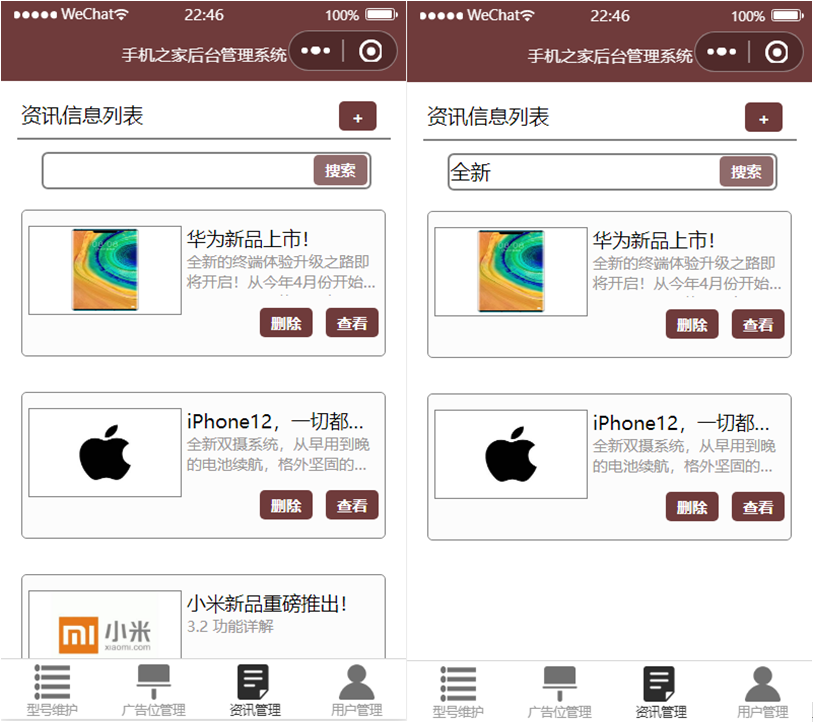 WeChat 22:46 100%
手机之家后台管理系统
资讯信息列表 +
搜索
华为新品上市！
全新的终端体验升级之路即
将开启！从今年4月份开始...
删除 查看
iPhone12，一切都...
全新双摄系统，从早用到晚
的电池续航，格外坚固的...
删除 查看
小米 小米新品重磅推出！
xiaomi.com 3.2 功能详解
型号维护 广告位管理 资讯管理 用户管理
WeChat 22:46 100%
手机之家后台管理系统
资讯信息列表 +
全新 搜索
华为新品上市！
全新的终端体验升级之路即
将开启！从今年4月份开始...
删除 查看
iPhone12，一切都...
全新双摄系统，从早用到晚
的电池续航，格外坚固的...
删除 查看
型号维护 广告位管理 资讯管理 用户管理